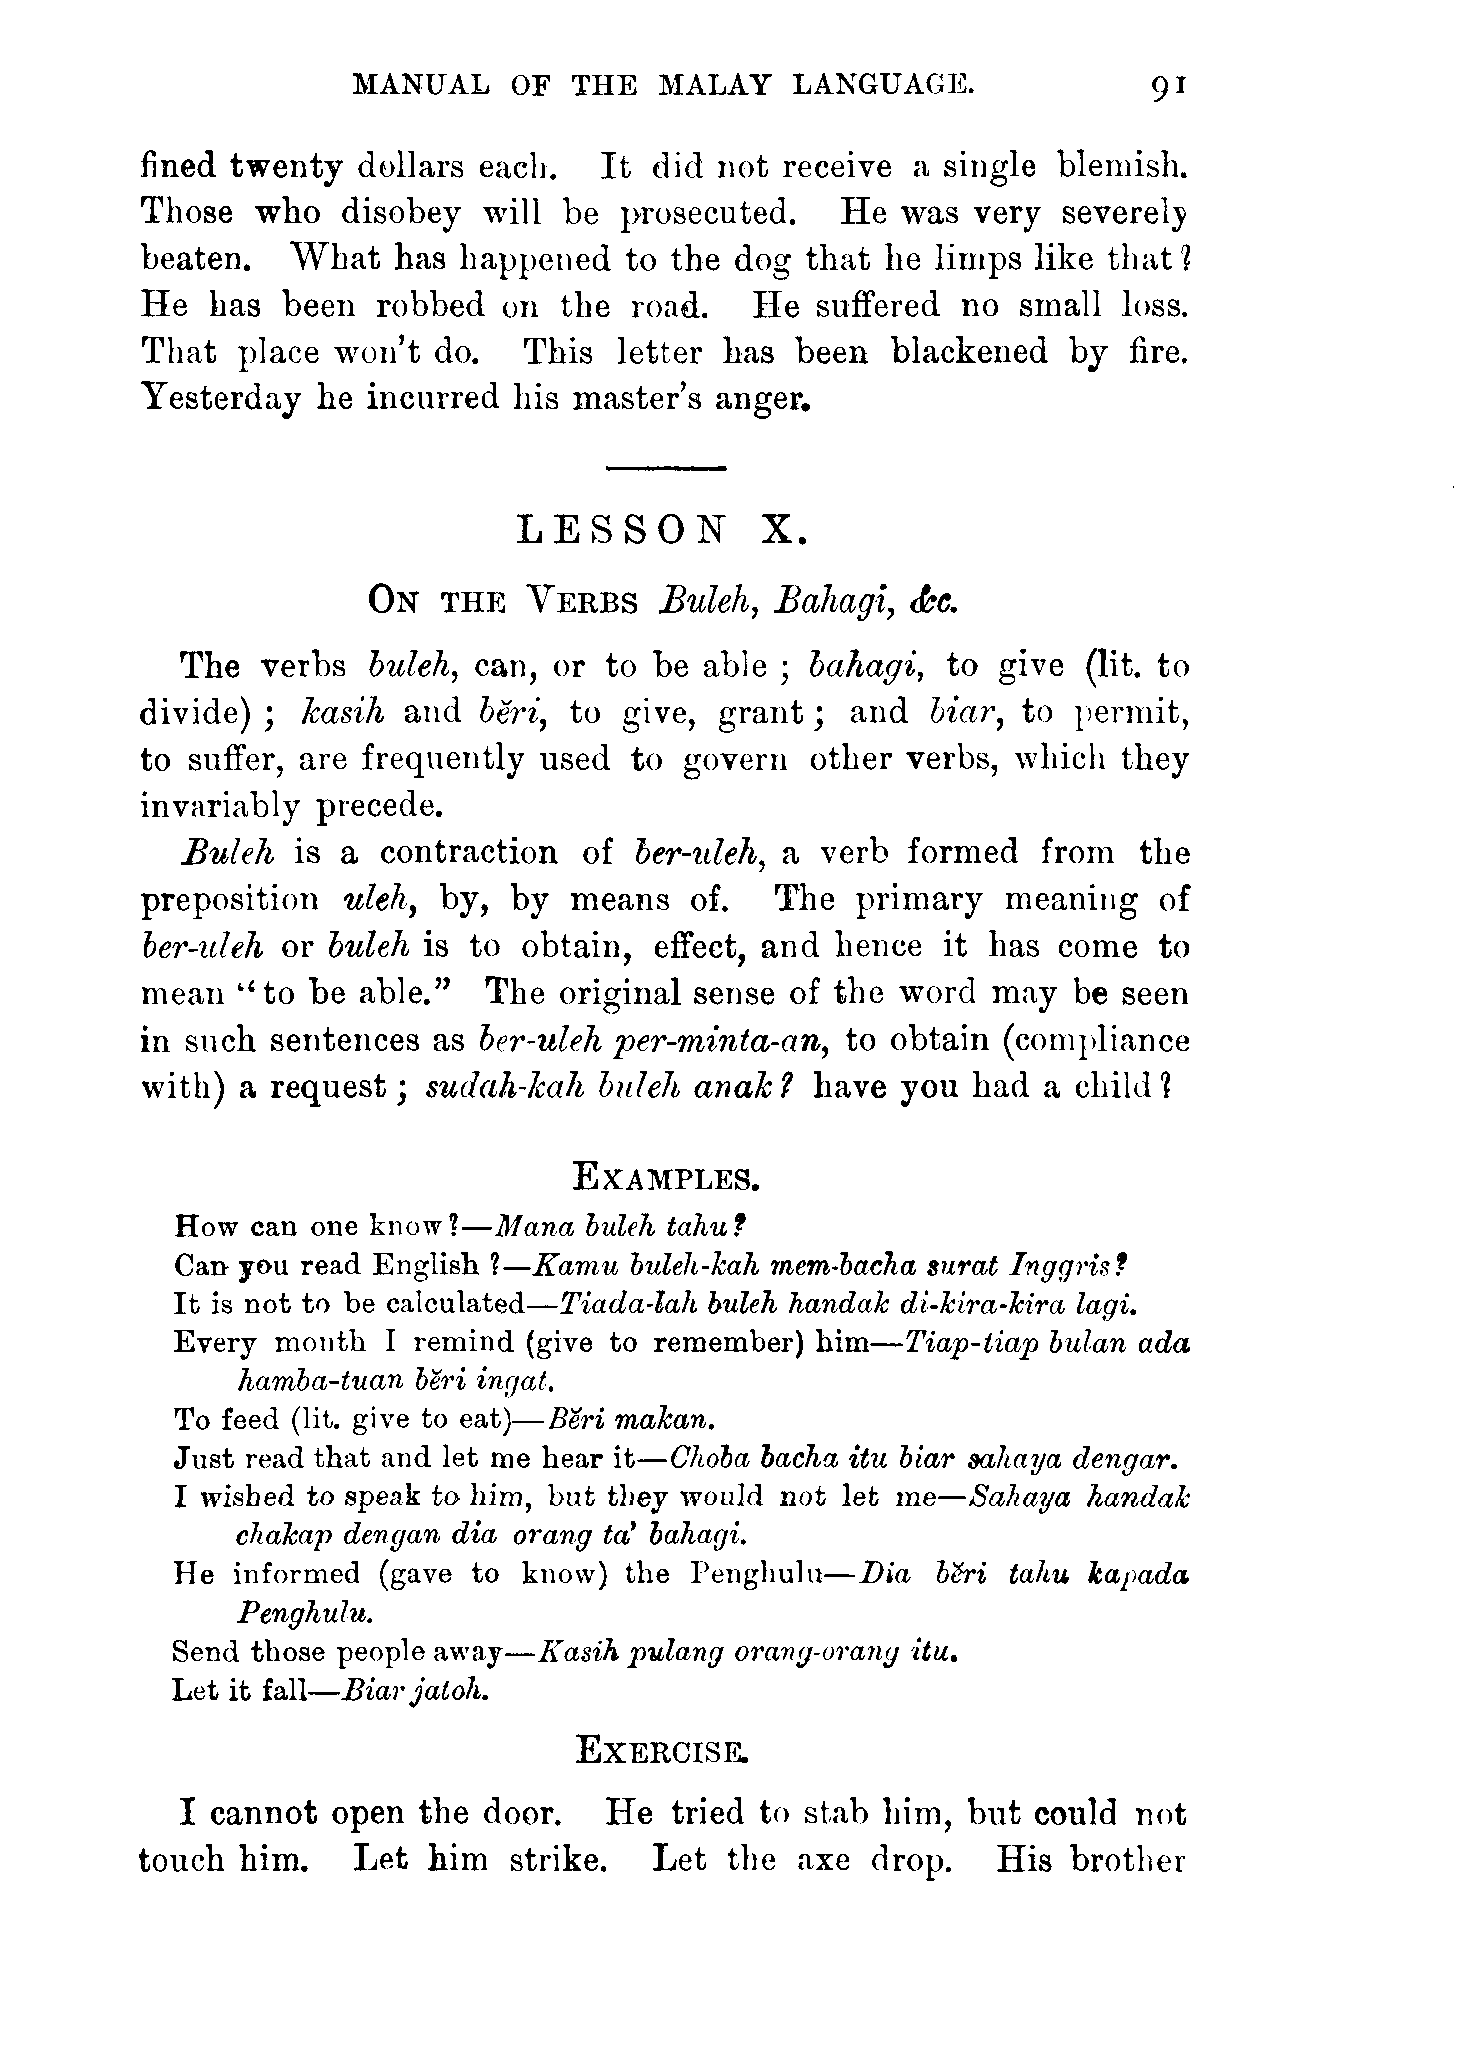 MANUAL OF THE MALAY LANGUAGE. 91
fined twenty dollars each. It did not receive a single blemish.
Those who disobey will be prosecuted. He was very severely
beaten. What has happened to the dog that he limps like that?
He has been robbed on the road. He suffered no small loss.
That place won't do. This letter has been blackened by fire.
Yesterday he incurred his master's anger.
LESSON X.
ON THE VERBS Buleh, Bahagi, &c.
The verbs buleh, can, or to be able ; bahagi, to give (lit. to
divide) ; kasih and bĕri, to give, grant ; and biar, to permit,
to suffer, are frequently used to govern other verbs, which they
invariably precede.
Buleh is a contraction of ber-uleh, a verb formed from the
preposition uleh, by, by means of. The primary meaning of
ber-uleh or buleh is to obtain, effect, and hence it has come to
mean “to be able.” The original sense of the word may be seen
in such sentences as ber-uleh per-minta-an, to obtain (compliance
with) a request ; sudah-kah buleh anak? have you had a child?
EXAMPLES.
How can one know?—Mana buleh tahu?
Can you read English ?—Kamu buleh-kah mem-bacha surat Inggris?
It is not to be calculated—Tiada-lah buleh handak di-kira-kira lagi.
Every month I remind (give to remember) him—Tiap-tiap bulan ada
hamba-tuan bĕri ingat.
To feed (lit. give to eat)—Bĕri makan.
Just read that and let me hear it—Choba bacha itu biar sahaya dengar.
I wished to speak to him, but they would not let me—Sahaya handak
chakap dengan dia orang ta' bahagi.
He informed (gave to know) the Penghulu—Dia bĕri tahu kapada
Penghulu.
Send those people away—Kasih pulang orang-orang itu.
Let it fall—Biar jatoh.
EXERCISE.
I cannot open the door. He tried to stab him, but could not
touch him. Let him strike. Let the axe drop. His brother